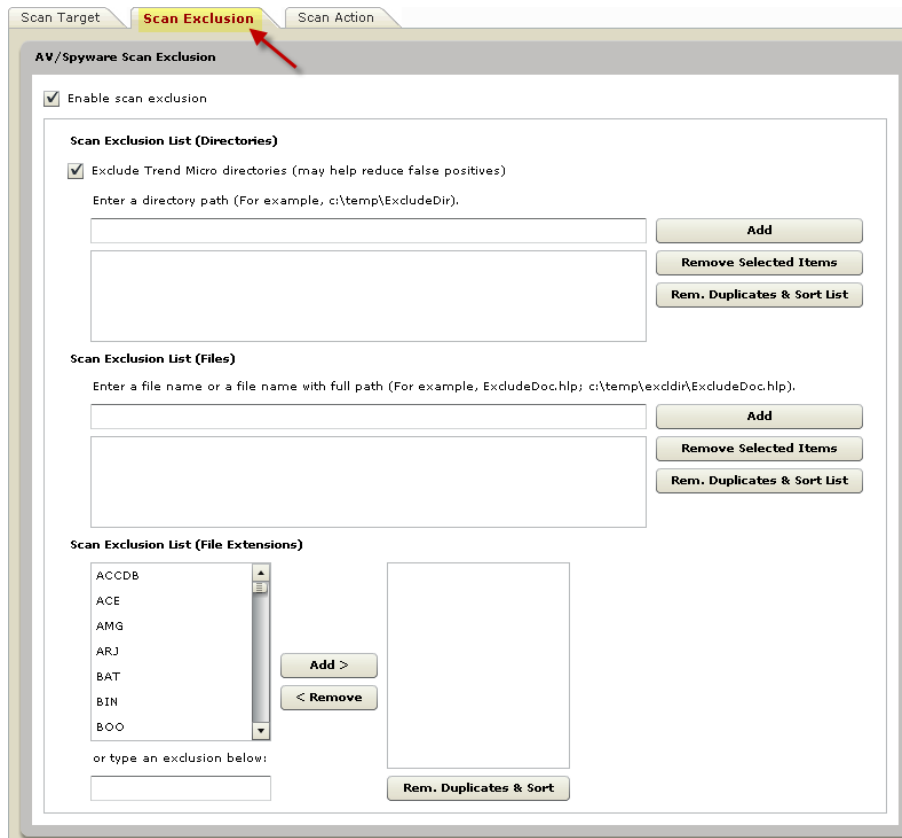 Scan Target
Scan Exclusion
Scan Action
AV/Spyware Scan Exclusion
Enable scan exclusion
Scan Exclusion List (Directories)
Exclude Trend Micro directories (may help reduce false positives)
Enter a directory path (For example, c:\temp\ExcludeDir).
Add
Remove Selected Items
Rem. Duplicates & Sort List
Scan Exclusion List (Files)
Enter a file name or a file name with full path (For example, ExcludeDoc.hlp; c:\temp\excldir\ExcludeDoc.hlp).
Add
Remove Selected Items
Rem. Duplicates & Sort List
Scan Exclusion List (File Extensions)
ACCDB
ACE
AMG
ARJ
BAT
BIN
BOO
Add >
< Remove
or type an exclusion below:
Rem. Duplicates & Sort